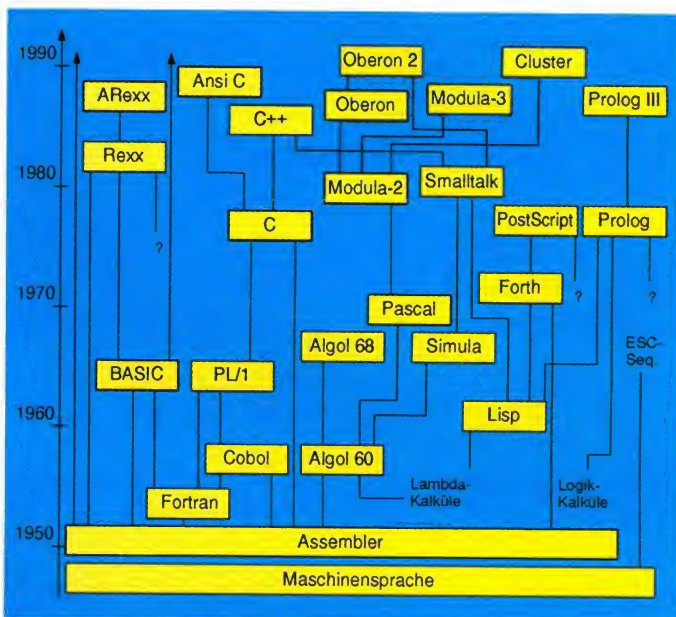 1990
Oberon 2
Cluster
Ansi C
ARexx
Oberon
Modula-3
Prolog III
C++
Rexx
1980
Modula-2
Smalltalk
C
PostScript
Prolog
?
Forth
?
?
1970
Pascal
Algol 68
Simula
ESC-
Seq.
BASIC
PL/1
1960
Lisp
Cobol
Algol 60
Lambda-
Kalküle
Logik-
Kalküle
Fortran
1950
Assembler
Maschinensprache